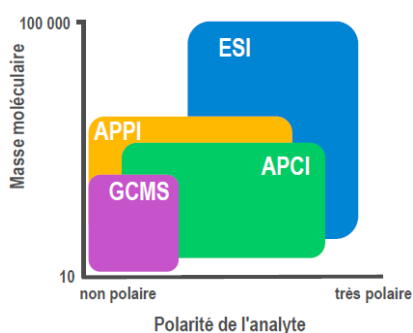 100 000
Masse moléculaire
ESI
APPI
APCI
GCMS
10
non polaire
très polaire
Polarité de l'analyte